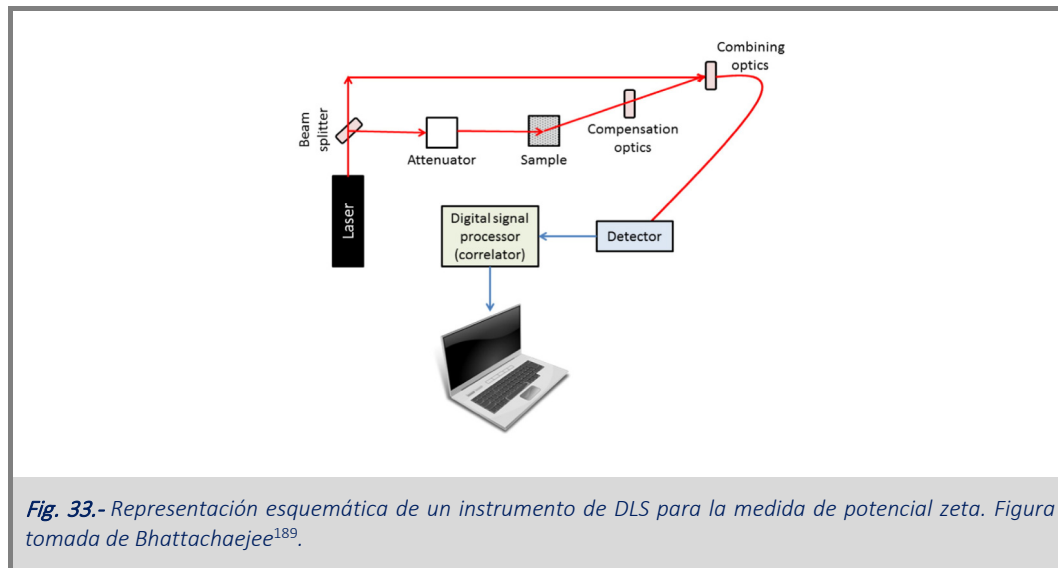 Combining
optics
Beam
splitter
Attenuator
Sample
Compensation
optics
Laser
Digital signal
processor
(correlator)
Detector
Fig. 33.- Representación esquemática de un instrumento de DLS para la medida de potencial zeta. Figura
tomada de Bhattachaejee189.